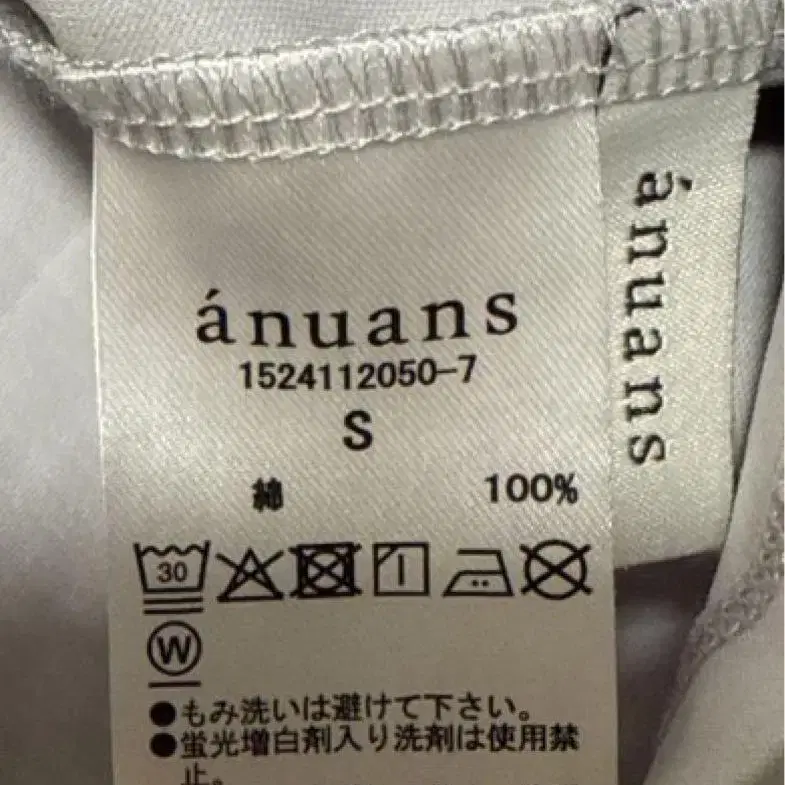 ánuans
1524112050-7
S
綿 100%
30
W
●もみ洗いは避けて下さい。
●蛍光増白剤入り洗剤は使用禁
止。
ánuans